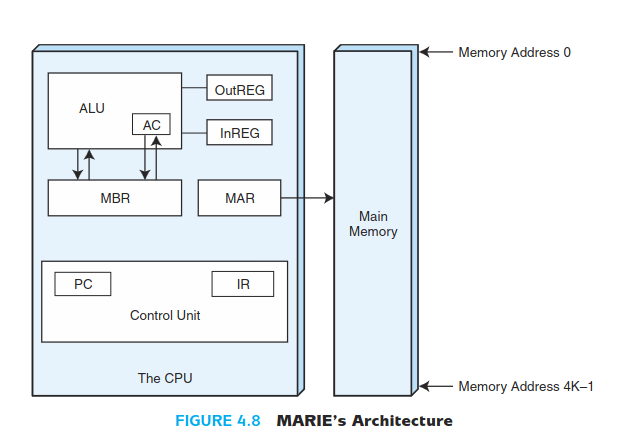 Memory Address 0
OutREG
ALU
AC
InREG
MBR
MAR
Main
Memory
PC
IR
Control Unit
The CPU
Memory Address 4K–1
FIGURE 4.8 MARIE's Architecture